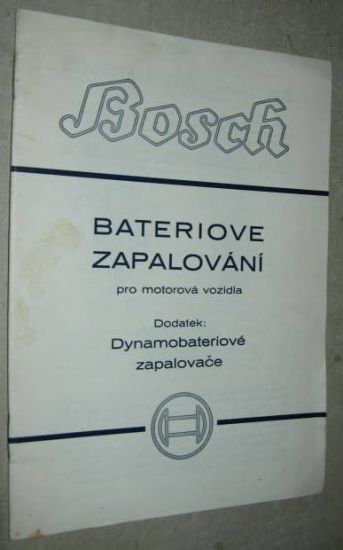 Bosch
BATERIOVE
ZAPALOVÁNÍ
pro motorová vozidla
Dodatek:
Dynamobateriové
zapalovače